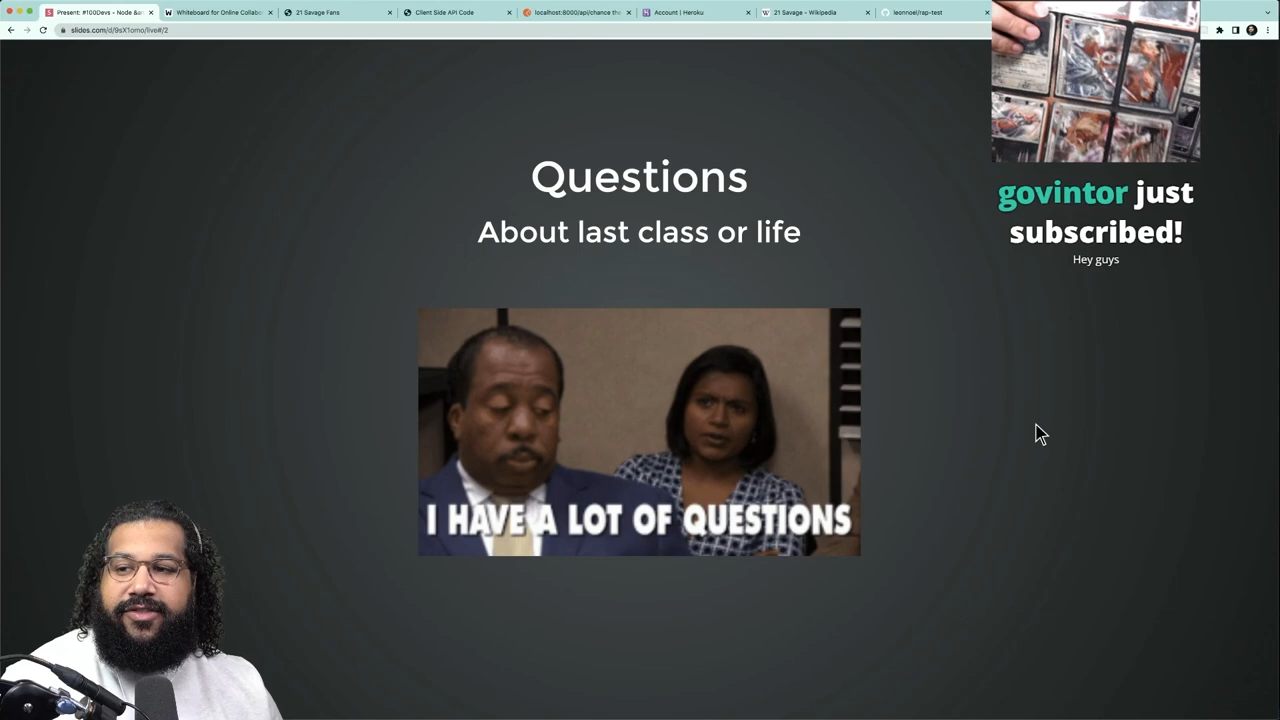 Present: #100Devs - Node &a
Whiteboard for Online Collabor
21 Savage Fans
Client Side API Code
localhost:8000/api/chance th
Account | Heroku
21 Savage - Wikipedia
leonnoel/rap-test
slides.com/d/9sX1omo/live#/2
Questions
About last class or life
govintor just
subscribed!
Hey guys
I HAVE A LOT OF QUESTIONS